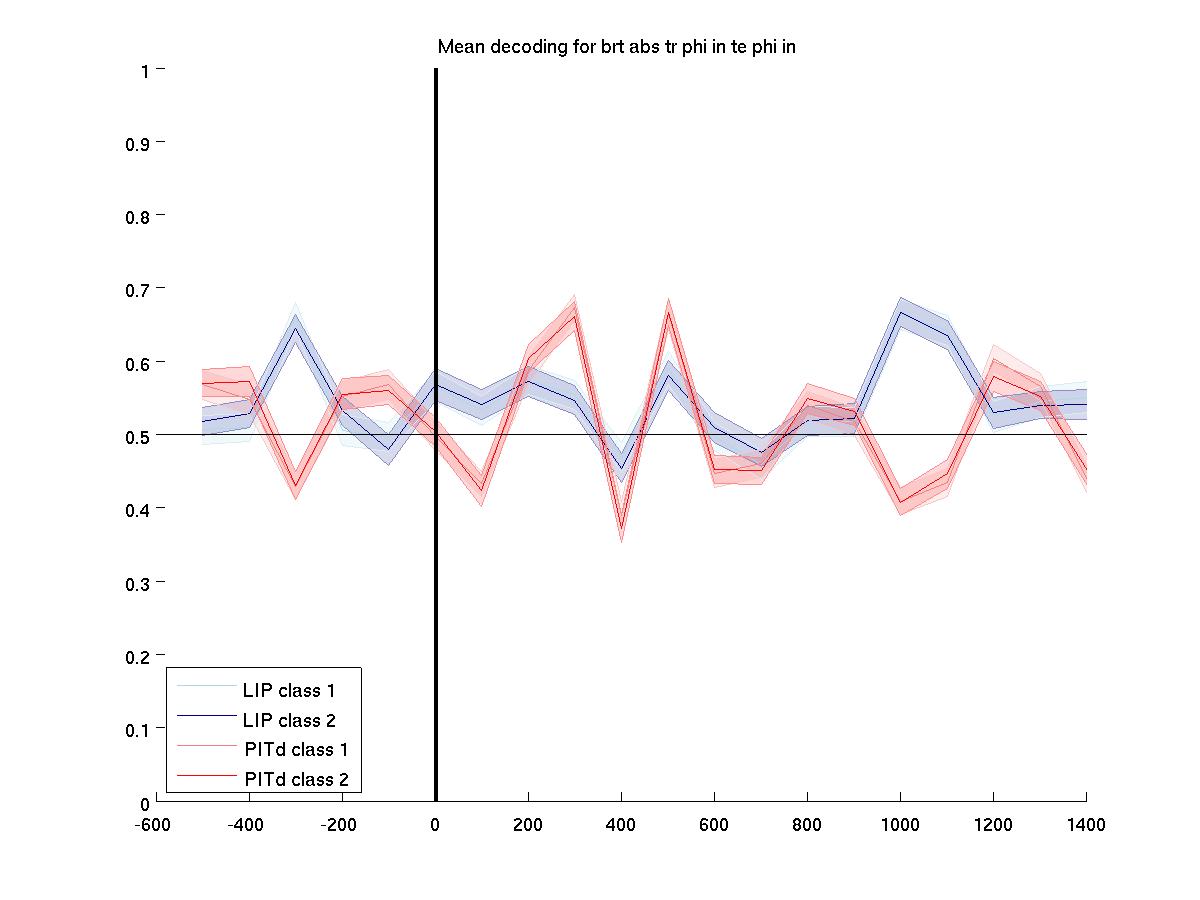 Mean decoding for brt abs tr phi in te phi in
1
0.9
0.8
0.7
0.6
0.5
0.4
0.3
0.2
0.1
0
LIP class 1
LIP class 2
PITd class 1
PITd class 2
-600 -400 -200 0 200 400 600 800 1000 1200 1400